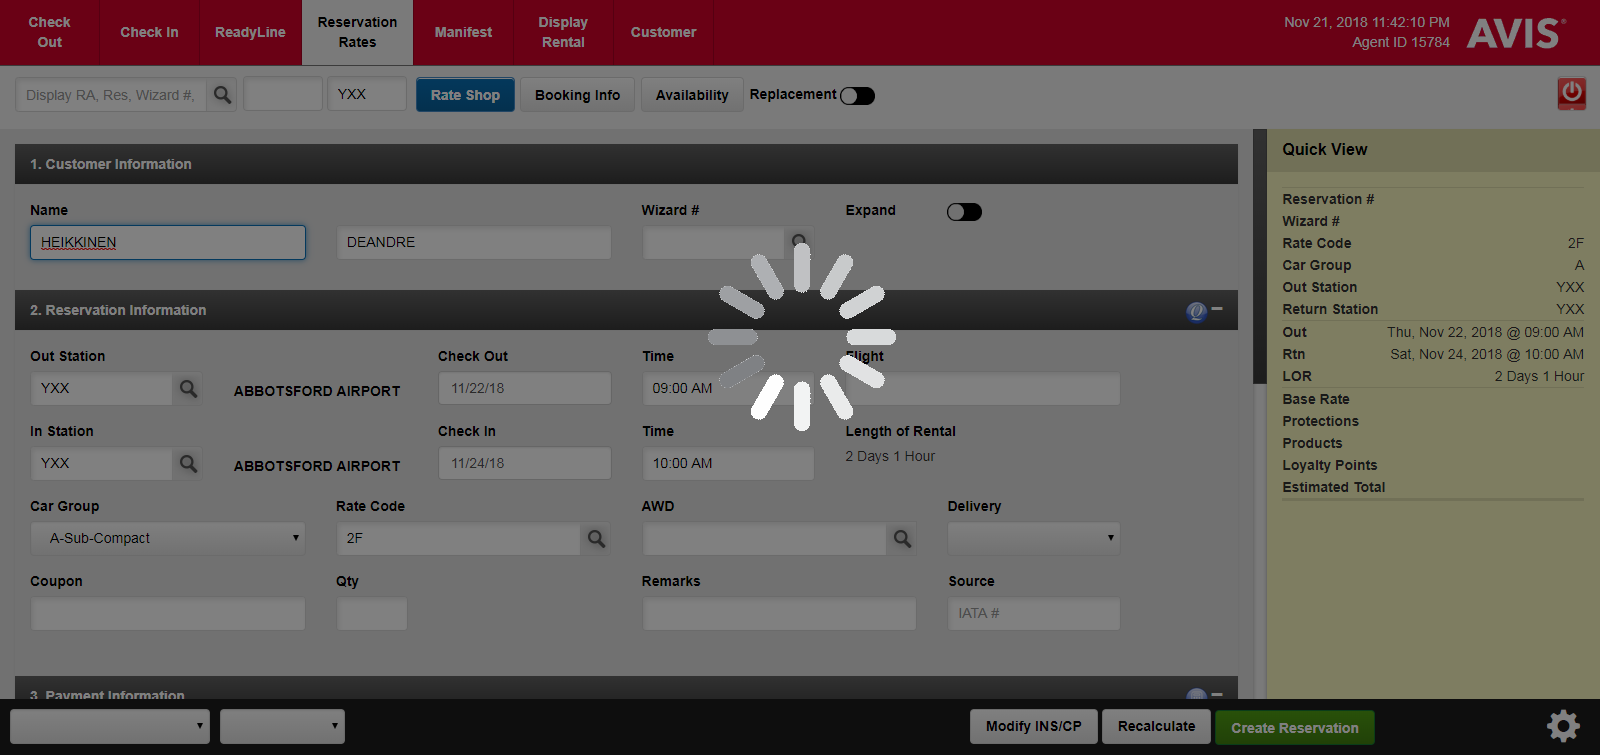 Check Out
Check In
ReadyLine
Reservation Rates
Manifest
Display Rental
Customer
Nov 21, 2018 11:42:10 PM
Agent ID 15784
AVIS
Display RA, Res, Wizard #,
YXX
Rate Shop
Booking Info
Availability
Replacement
1. Customer Information
Name
Wizard #
Expand
HEIKKINEN
DEANDRE
2. Reservation Information
Out Station
Check Out
Time
Flight
YXX
ABBOTSFORD AIRPORT
11/22/18
09:00 AM
In Station
Check In
Time
Length of Rental
YXX
ABBOTSFORD AIRPORT
11/24/18
10:00 AM
2 Days 1 Hour
Car Group
Rate Code
AWD
Delivery
A-Sub-Compact
2F
Coupon
Qty
Remarks
Source
IATA #
3. Payment Information
Quick View
Reservation #
Wizard #
Rate Code 2F
Car Group A
Out Station YXX
Return Station YXX
Out Thu, Nov 22, 2018 @ 09:00 AM
Rtn Sat, Nov 24, 2018 @ 10:00 AM
LOR 2 Days 1 Hour
Base Rate
Protections
Products
Loyalty Points
Estimated Total
Modify INS/CP
Recalculate
Create Reservation